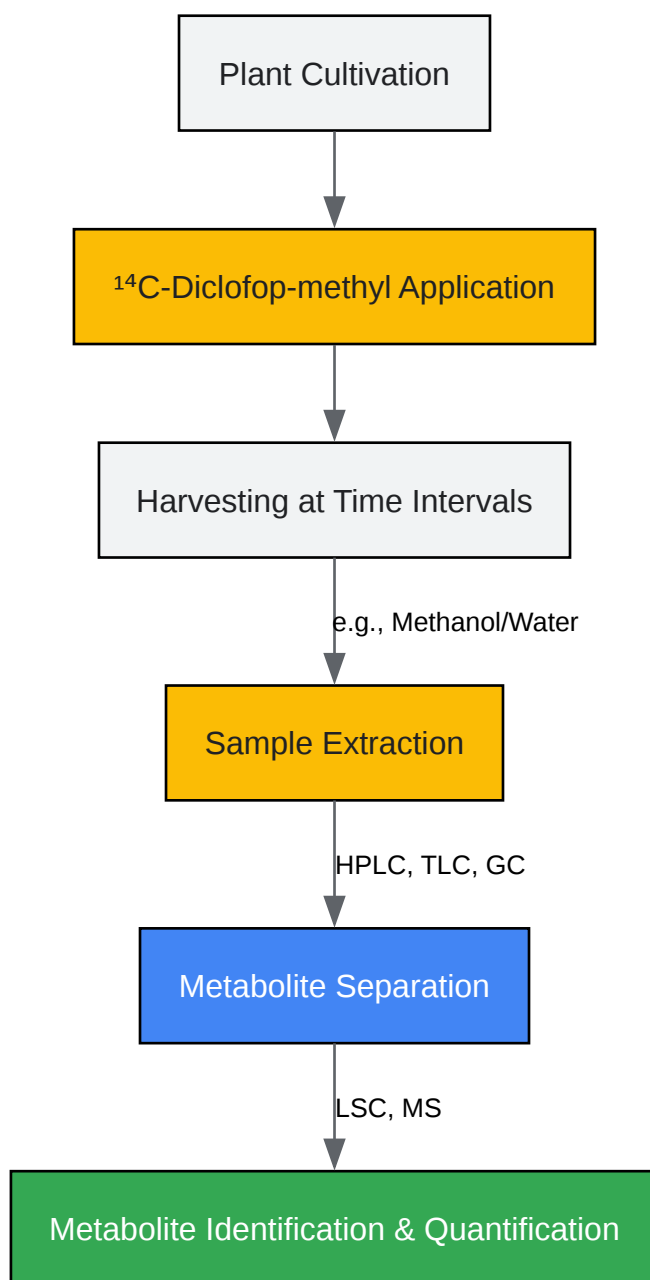 Plant Cultivation
¹⁴C-Diclofop-methyl Application
Harvesting at Time Intervals
e.g., Methanol/Water
Sample Extraction
HPLC, TLC, GC
Metabolite Separation
LSC, MS
Metabolite Identification & Quantification